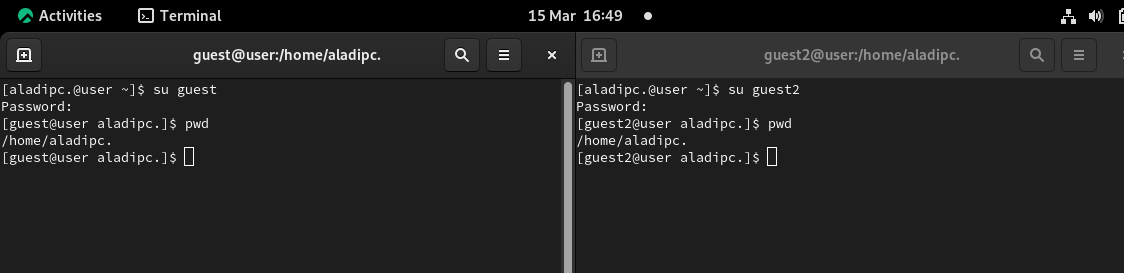 Activities Terminal 15 Mar 16:49
guest@user:/home/aladipc.
[aladipc.@user ~]$ su guest
Password:
[guest@user aladipc.]$ pwd
/home/aladipc.
[guest@user aladipc.]$
guest2@user:/home/aladipc.
[aladipc.@user ~]$ su guest2
Password:
[guest2@user aladipc.]$ pwd
/home/aladipc.
[guest2@user aladipc.]$